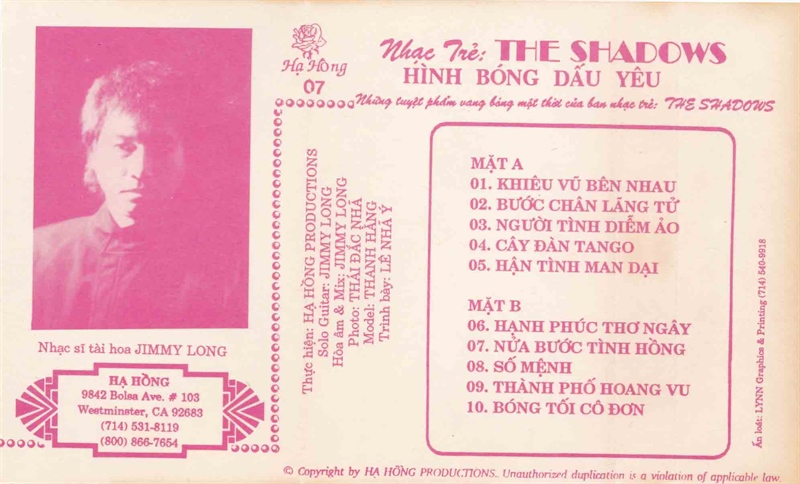 Nhạc sĩ tài hoa JIMMY LONG
HẠ HỒNG
9842 Bolsa Ave. # 103
Westminster, CA 92683
(714) 531-8119
(800) 866-7654
Hạ Hồng
07
Nhạc Trẻ: THE SHADOWS
HÌNH BÓNG DẤU YÊU
Những tuyệt phẩm vang bóng một thời của ban nhạc trẻ: THE SHADOWS
Thực hiện: HẠ HỒNG PRODUCTIONS
Solo Guitar: JIMMY LONG
Hòa âm & Mix: JIMMY LONG
Photo: THÁI ĐẮC NHÃ
Model: THANH HẰNG
Trình bày: LÊ NHÃ Ý
MẶT A
01. KHIÊU VŨ BÊN NHAU
02. BƯỚC CHÂN LÃNG TỬ
03. NGƯỜI TÌNH DIỄM ẢO
04. CÂY ĐÀN TANGO
05. HẬN TÌNH MAN DẠI
MẶT B
06. HẠNH PHÚC THƠ NGÂY
07. NỬA BƯỚC TÌNH HỒNG
08. SỐ MỆNH
09. THÀNH PHỐ HOANG VU
10. BÓNG TỐI CÔ ĐƠN
Ấn loát: LYNN Graphics & Printing (714) 540-9918
© Copyright by HẠ HỒNG PRODUCTIONS.. Unauthorized duplication is a violation of applicable law.